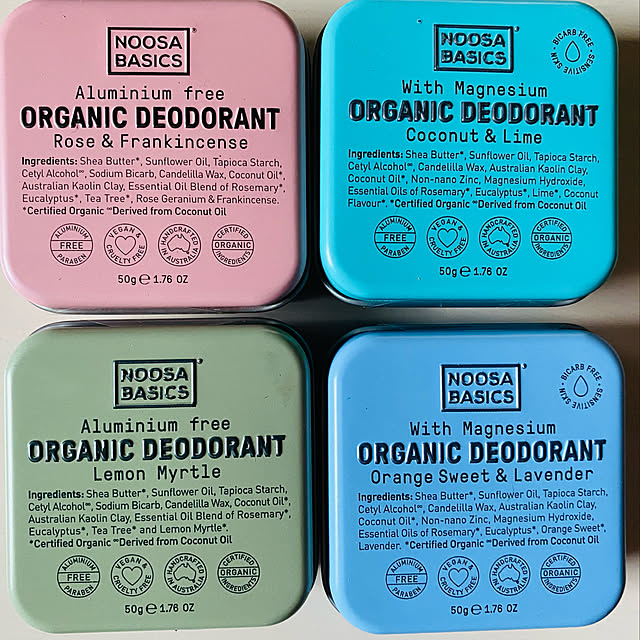 NOOSA
BASICS
Aluminium free
ORGANIC DEODORANT
Rose & Frankincense
Ingredients: Shea Butter*, Sunflower Oil, Tapioca Starch,
Cetyl Alcohol∞, Sodium Bicarb, Candelilla Wax, Coconut Oil*,
Australian Kaolin Clay, Essential Oil Blend of Rosemary*,
Eucalyptus*, Tea Tree*, Rose Geranium & Frankincense.
*Certified Organic ∞Derived from Coconut Oil
ALUMINIUM
FREE
PARABEN
VEGAN &
CRUELTY FREE
HANDCRAFTED
IN AUSTRALIA
CERTIFIED
ORGANIC
INGREDIENTS
50g ℮ 1.76 OZ
NOOSA
BASICS
BICARB FREE -
SENSITIVE SKIN -
With Magnesium
ORGANIC DEODORANT
Coconut & Lime
Ingredients: Shea Butter*, Sunflower Oil, Tapioca Starch,
Cetyl Alcohol∞, Candelilla Wax, Australian Kaolin Clay,
Coconut Oil*, Non-nano Zinc, Magnesium Hydroxide,
Essential Oils of Rosemary*, Eucalyptus*, Lime*, Coconut
Flavour*. *Certified Organic ∞Derived from Coconut Oil
ALUMINIUM
FREE
PARABEN
VEGAN &
CRUELTY FREE
HANDCRAFTED
IN AUSTRALIA
CERTIFIED
ORGANIC
INGREDIENTS
50g ℮ 1.76 OZ
NOOSA
BASICS
Aluminium free
ORGANIC DEODORANT
Lemon Myrtle
Ingredients: Shea Butter*, Sunflower Oil, Tapioca Starch,
Cetyl Alcohol∞, Sodium Bicarb, Candelilla Wax, Coconut Oil*,
Australian Kaolin Clay, Essential Oil Blend of Rosemary*,
Eucalyptus*, Tea Tree* and Lemon Myrtle*.
*Certified Organic ∞Derived from Coconut Oil
ALUMINIUM
FREE
PARABEN
VEGAN &
CRUELTY FREE
HANDCRAFTED
IN AUSTRALIA
CERTIFIED
ORGANIC
INGREDIENTS
50g ℮ 1.76 OZ
NOOSA
BASICS
BICARB FREE -
SENSITIVE SKIN -
With Magnesium
ORGANIC DEODORANT
Orange Sweet & Lavender
Ingredients: Shea Butter*, Sunflower Oil, Tapioca Starch,
Cetyl Alcohol∞, Candelilla Wax, Australian Kaolin Clay,
Coconut Oil*, Non-nano Zinc, Magnesium Hydroxide,
Essential Oils of Rosemary*, Eucalyptus*, Orange Sweet*,
Lavender. *Certified Organic ∞Derived from Coconut Oil
ALUMINIUM
FREE
PARABEN
VEGAN &
CRUELTY FREE
HANDCRAFTED
IN AUSTRALIA
CERTIFIED
ORGANIC
INGREDIENTS
50g ℮ 1.76 OZ